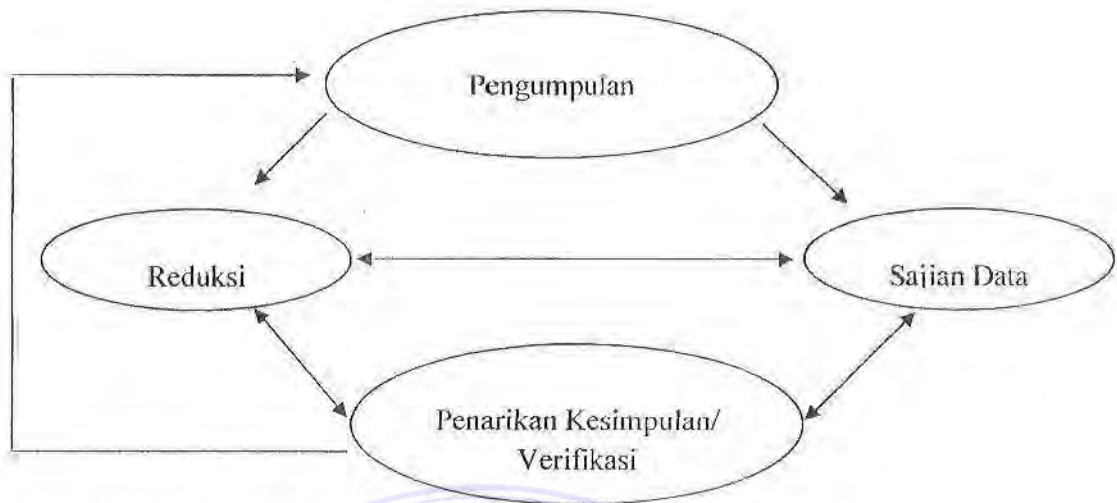 Pengumpulan
Reduksi
Sajian Data
Penarikan Kesimpulan/
Verifikasi